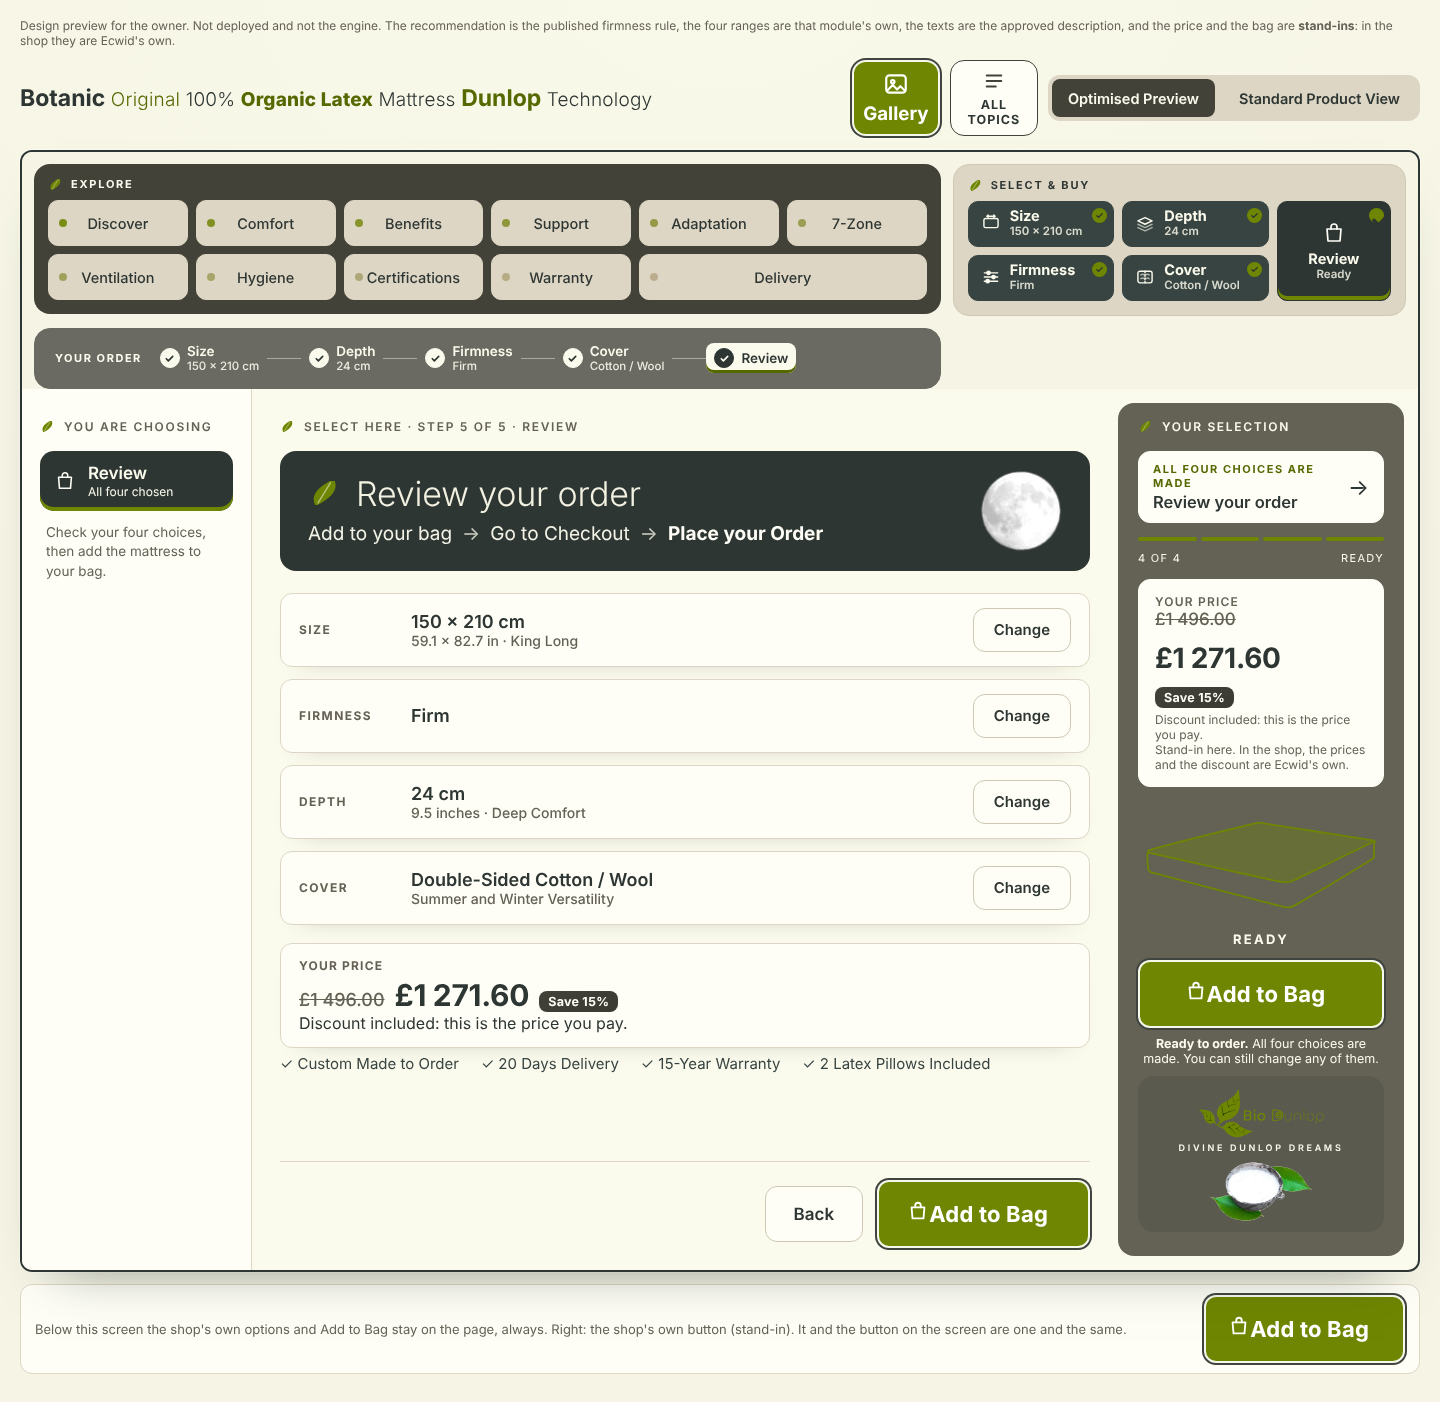 Design preview for the owner. Not deployed and not the engine. The recommendation is the published firmness rule, the four ranges are that module's own, the texts are the approved description, and the price and the bag are stand-ins: in the
shop they are Ecwid's own.
Botanic Original 100% Organic Latex Mattress Dunlop Technology
Gallery
ALL
TOPICS
Optimised Preview
Standard Product View
EXPLORE
Discover
Comfort
Benefits
Support
Adaptation
7-Zone
Ventilation
Hygiene
Certifications
Warranty
Delivery
SELECT & BUY
Size
150 × 210 cm
Depth
24 cm
Firmness
Firm
Cover
Cotton / Wool
Review
Ready
YOUR ORDER
Size
150 × 210 cm
Depth
24 cm
Firmness
Firm
Cover
Cotton / Wool
Review
YOU ARE CHOOSING
Review
All four chosen
Check your four choices,
then add the mattress to
your bag.
SELECT HERE · STEP 5 OF 5 · REVIEW
Review your order
Add to your bag → Go to Checkout → Place your Order
SIZE
150 × 210 cm
59.1 × 82.7 in · King Long
Change
FIRMNESS
Firm
Change
DEPTH
24 cm
9.5 inches · Deep Comfort
Change
COVER
Double-Sided Cotton / Wool
Summer and Winter Versatility
Change
YOUR PRICE
£1 496.00 £1 271.60 Save 15%
Discount included: this is the price you pay.
✓ Custom Made to Order ✓ 20 Days Delivery ✓ 15-Year Warranty ✓ 2 Latex Pillows Included
Back
Add to Bag
YOUR SELECTION
ALL FOUR CHOICES ARE
MADE
Review your order →
4 OF 4
READY
YOUR PRICE
£1 496.00
£1 271.60
Save 15%
Discount included: this is the price
you pay.
Stand-in here. In the shop, the prices
and the discount are Ecwid's own.
READY
Add to Bag
Ready to order. All four choices are
made. You can still change any of them.
Bio Dunlop
DIVINE DUNLOP DREAMS
Below this screen the shop's own options and Add to Bag stay on the page, always. Right: the shop's own button (stand-in). It and the button on the screen are one and the same.
Add to Bag